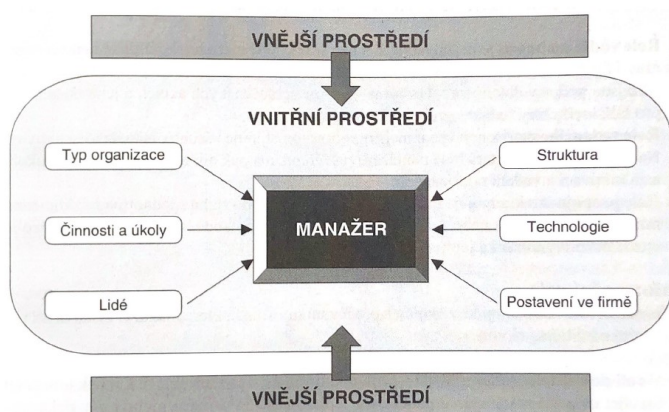 VNĚJŠÍ PROSTŘEDÍ
VNITŘNÍ PROSTŘEDÍ
Typ organizace
Struktura
Činnosti a úkoly
MANAŽER
Technologie
Lidé
Postavení ve firmě
VNĚJŠÍ PROSTŘEDÍ